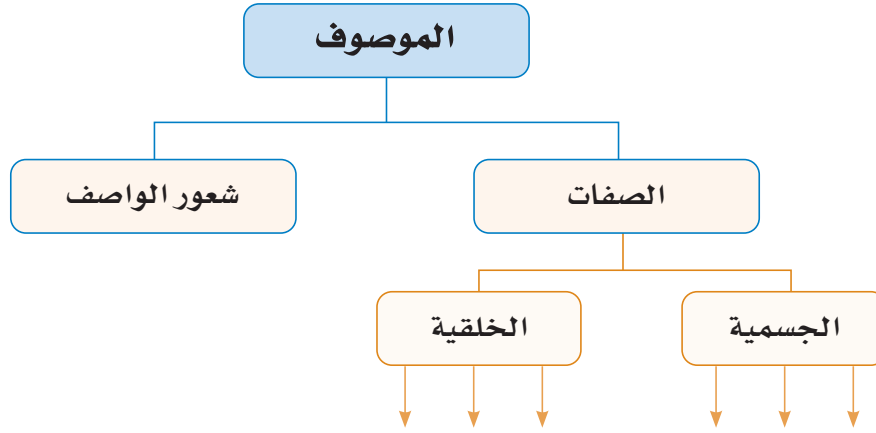 الموصوف
الصفات
شعور الواصف
الجسمية
الخلقية